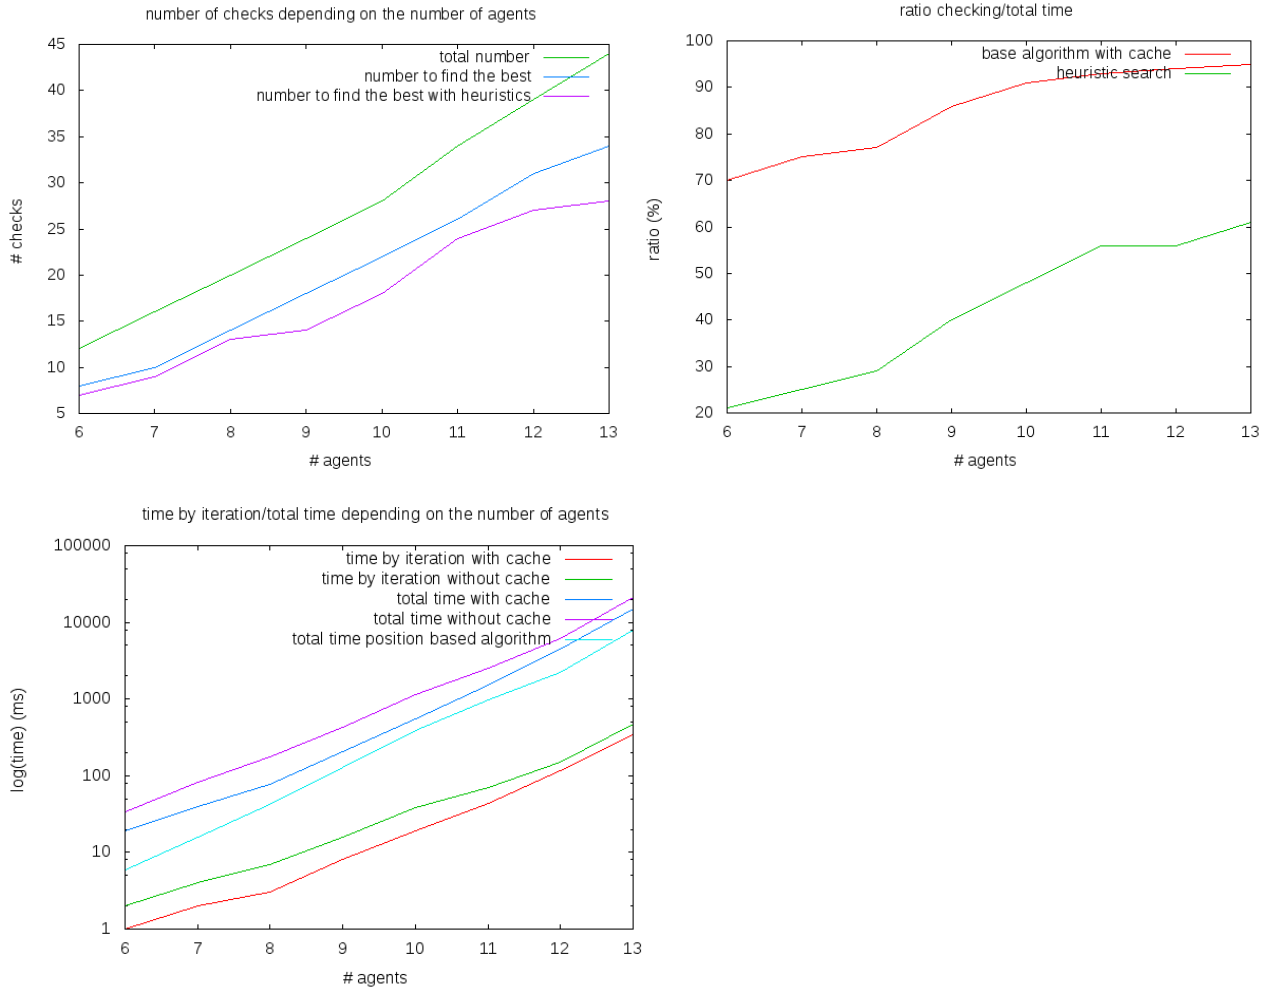 number of checks depending on the number of agents
45
40
35
30
25
20
15
10
5
# checks
total number
number to find the best
number to find the best with heuristics
6 7 8 9 10 11 12 13
# agents
ratio checking/total time
100
90
80
70
60
50
40
30
20
ratio (%)
base algorithm with cache
heuristic search
6 7 8 9 10 11 12 13
# agents
time by iteration/total time depending on the number of agents
100000
10000
1000
100
10
1
log(time) (ms)
time by iteration with cache
time by iteration without cache
total time with cache
total time without cache
total time position based algorithm
6 7 8 9 10 11 12 13
# agents